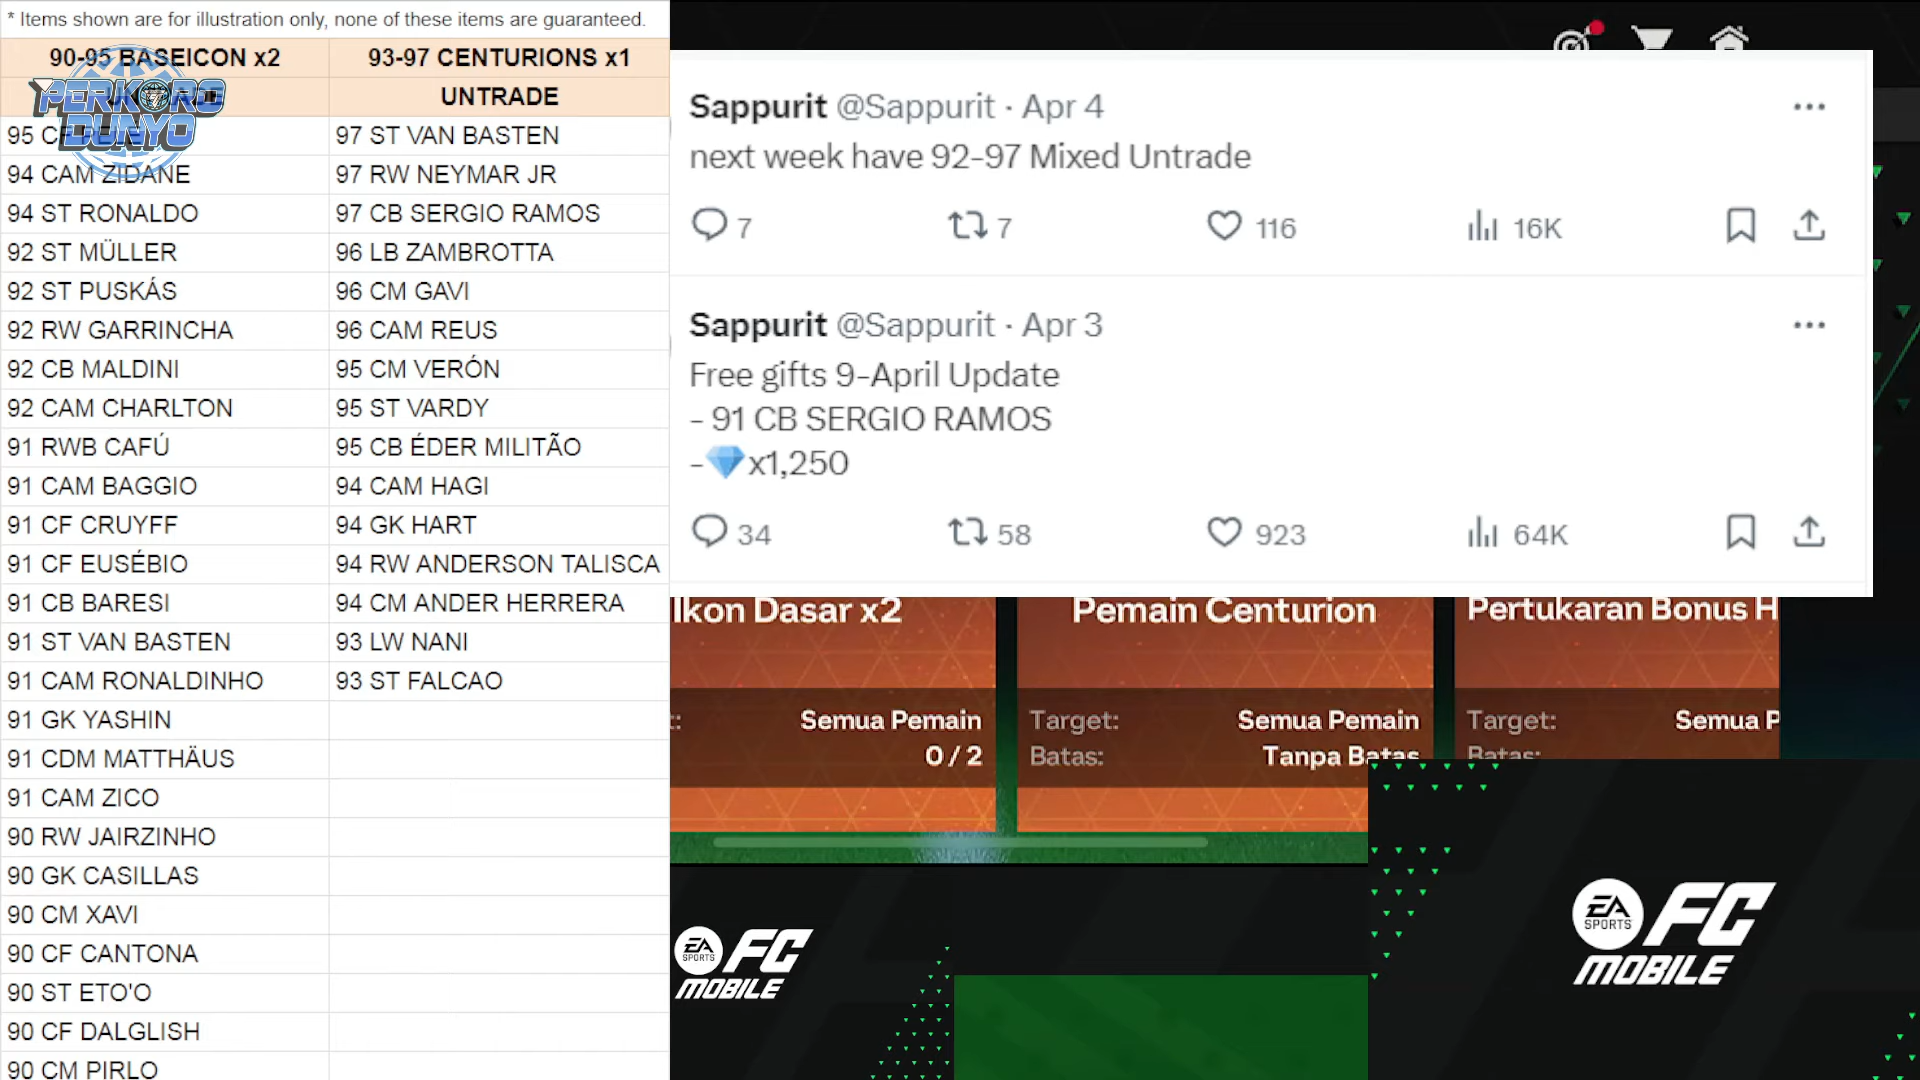 * Items shown are for illustration only, none of these items are guaranteed.
90-95 BASEICON x2
93-97 CENTURIONS x1
UNTRADE
PERKORO
DUNYO
95 CF PELÉ
94 CAM ZIDANE
94 ST RONALDO
92 ST MÜLLER
92 ST PUSKÁS
92 RW GARRINCHA
92 CB MALDINI
92 CAM CHARLTON
91 RWB CAFÚ
91 CAM BAGGIO
91 CF CRUYFF
91 CF EUSÉBIO
91 CB BARESI
91 ST VAN BASTEN
91 CAM RONALDINHO
91 GK YASHIN
91 CDM MATTHÄUS
91 CAM ZICO
90 RW JAIRZINHO
90 GK CASILLAS
90 CM XAVI
90 CF CANTONA
90 ST ETO'O
90 CF DALGLISH
90 CM PIRLO
97 ST VAN BASTEN
97 RW NEYMAR JR
97 CB SERGIO RAMOS
96 LB ZAMBROTTA
96 CM GAVI
96 CAM REUS
95 CM VERÓN
95 ST VARDY
95 CB ÉDER MILITÃO
94 CAM HAGI
94 GK HART
94 RW ANDERSON TALISCA
94 CM ANDER HERRERA
93 LW NANI
93 ST FALCAO
Sappurit @Sappurit · Apr 4
next week have 92-97 Mixed Untrade
7 7 116 16K
Sappurit @Sappurit · Apr 3
Free gifts 9-April Update
- 91 CB SERGIO RAMOS
-💎x1,250
34 58 923 64K
Ikon Dasar x2
Semua Pemain
0 / 2
Pemain Centurion
Target: Semua Pemain
Batas: Tanpa Batas
Pertukaran Bonus H
Target: Semua P
Batas:
EA SPORTS FC
MOBILE
EA SPORTS FC
MOBILE